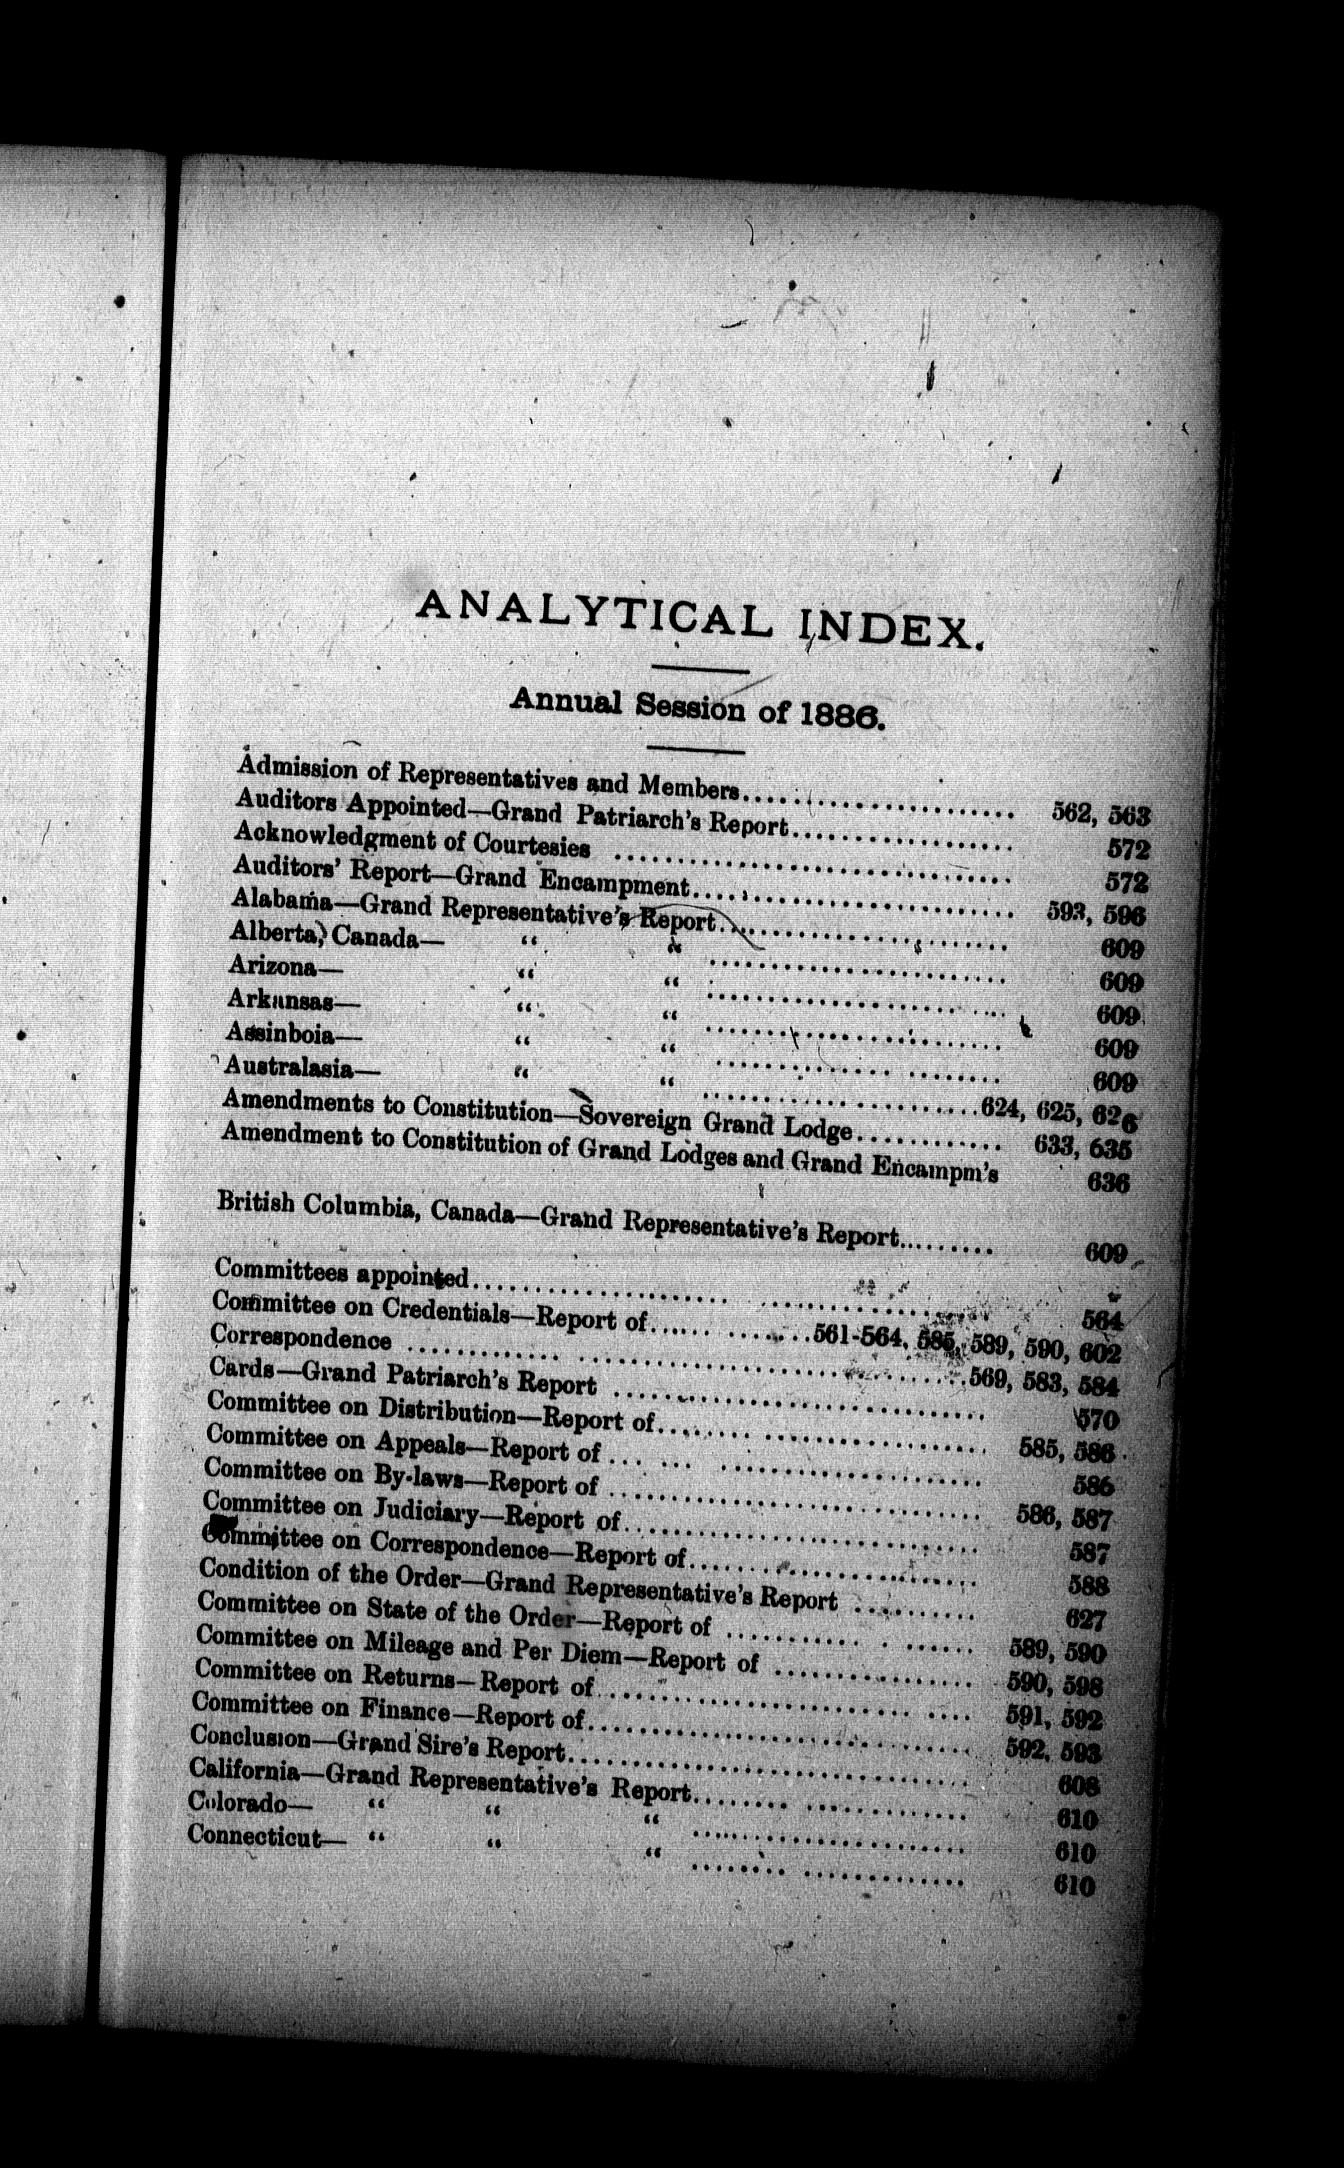 ANALYTICAL INDEX.
Annual Session of 1886.
Admission of Representatives and Members........................ 562, 563
Auditors Appointed—Grand Patriarch's Report.................... 572
Acknowledgment of Courtesies .................................. 572
Auditors' Report—Grand Encampment............................ 593, 596
Alabama—Grand Representative's Report........................ 609
Alberta, Canada— “ “ ........................ 609
Arizona— “ “ ........................ 609
Arkansas— “ “ ........................ 609
Assinboia— “ “ ........................ 609
Australasia— “ “ ........................624, 625, 626
Amendments to Constitution—Sovereign Grand Lodge............ 633, 635
Amendment to Constitution of Grand Lodges and Grand Encampm's 636
British Columbia, Canada—Grand Representative's Report......... 609
Committees appointed........................................ 564
Committee on Credentials—Report of.............561-564, 585, 589, 590, 602
Correspondence ............................................569, 583, 584
Cards—Grand Patriarch's Report .............................. 570
Committee on Distribution—Report of.......................... 585, 586
Committee on Appeals—Report of ............................ 586
Committee on By-laws—Report of ............................ 586, 587
Committee on Judiciary—Report of............................ 587
Committee on Correspondence—Report of...................... 588
Condition of the Order—Grand Representative's Report .......... 627
Committee on State of the Order—Report of .................. 589, 590
Committee on Mileage and Per Diem—Report of ................ 590, 598
Committee on Returns—Report of............................ 591, 592
Committee on Finance—Report of............................ 592, 593
Conclusion—Grand Sire's Report.............................. 608
California—Grand Representative's Report...................... 610
Colorado— “ “ “ ...................... 610
Connecticut— “ “ “ ...................... 610